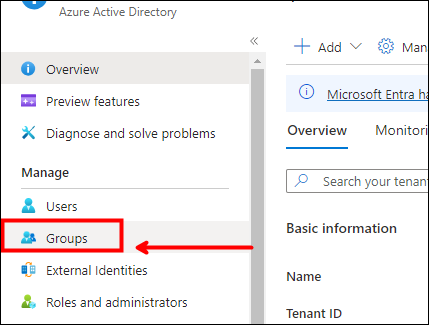 Azure Active Directory
«
Overview
Preview features
Diagnose and solve problems
Manage
Users
Groups
External Identities
Roles and administrators
+ Add
Man
Microsoft Entra ha
Overview
Monitori
Search your tenan
Basic information
Name
Tenant ID